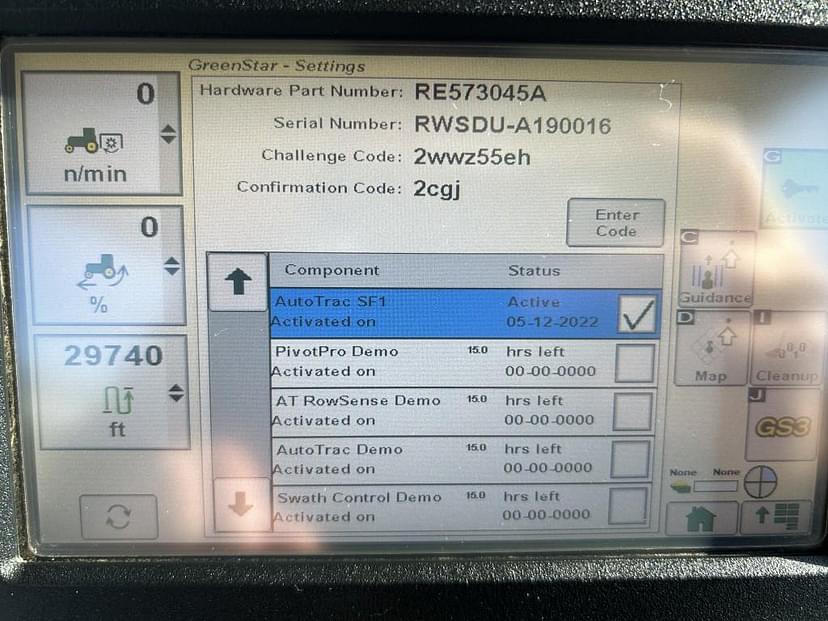 GreenStar - Settings
0
n/min
0
%
29740
ft
Hardware Part Number: RE573045A
Serial Number: RWSDU-A190016
Challenge Code: 2wwz55eh
Confirmation Code: 2cgj
Enter
Code
Component Status
AutoTrac SF1 Active
Activated on 05-12-2022
PivotPro Demo 15.0 hrs left
Activated on 00-00-0000
AT RowSense Demo 15.0 hrs left
Activated on 00-00-0000
AutoTrac Demo 15.0 hrs left
Activated on 00-00-0000
Swath Control Demo 15.0 hrs left
Activated on 00-00-0000
G
Activate
C
Guidance
D
Map
I
Cleanup
J
GS3
None None